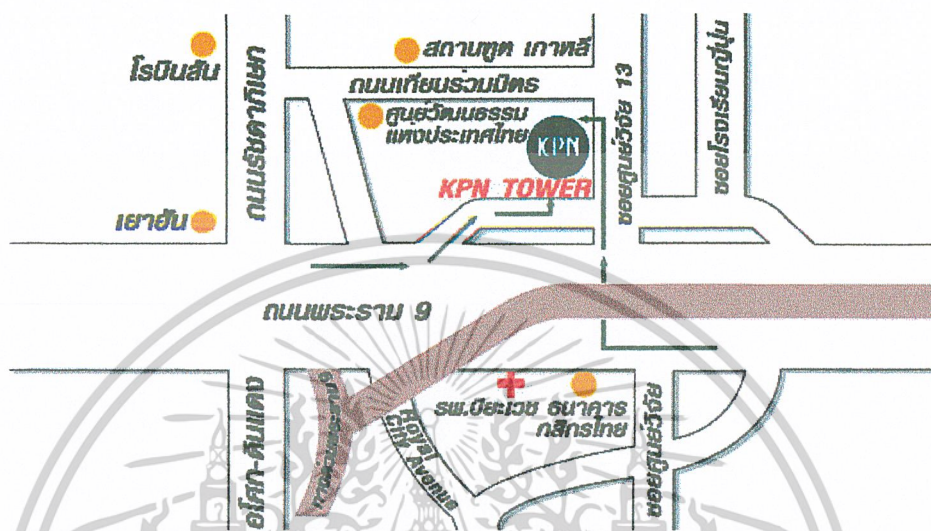 โรบินสัน
ถนนรัชดาภิเษก
สถานฑูต เกาหลี
ถนนเทียนร่วมมิตร
ศูนย์วัฒนธรรม
แห่งประเทศไทย
KPN
KPN TOWER
ซอยศูนย์วิจัย 13
ซอยโรงเรียนญี่ปุ่น
เยาฮัน
ถนนพระราม 9
อโศก-ดินแดง
Royal
City Avenue
รพ.ปิยะเวช ธนาคาร
กสิกรไทย
ซอยศูนย์วิจัย